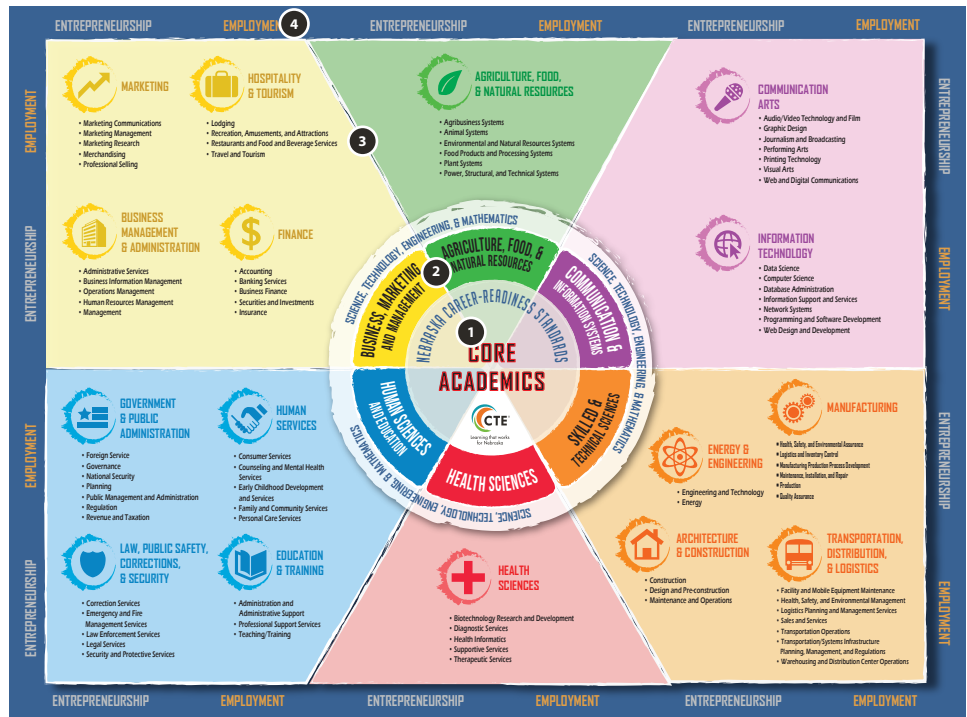 ENTREPRENEURSHIP
EMPLOYMENT
4
ENTREPRENEURSHIP
EMPLOYMENT
ENTREPRENEURSHIP
EMPLOYMENT
EMPLOYMENT
ENTREPRENEURSHIP
MARKETING
• Marketing Communications
• Marketing Management
• Marketing Research
• Merchandising
• Professional Selling
HOSPITALITY
& TOURISM
• Lodging
• Recreation, Amusements, and Attractions
• Restaurants and Food and Beverage Services
• Travel and Tourism
3
BUSINESS
MANAGEMENT
& ADMINISTRATION
• Administrative Services
• Business Information Management
• Operations Management
• Human Resources Management
• Management
FINANCE
• Accounting
• Banking Services
• Business Finance
• Securities and Investments
• Insurance
AGRICULTURE, FOOD,
& NATURAL RESOURCES
• Agribusiness Systems
• Animal Systems
• Environmental and Natural Resources Systems
• Food Products and Processing Systems
• Plant Systems
• Power, Structural, and Technical Systems
COMMUNICATION
ARTS
• Audio/Video Technology and Film
• Graphic Design
• Journalism and Broadcasting
• Performing Arts
• Printing Technology
• Visual Arts
• Web and Digital Communications
ENTREPRENEURSHIP
EMPLOYMENT
INFORMATION
TECHNOLOGY
• Data Science
• Computer Science
• Database Administration
• Information Support and Services
• Network Systems
• Programming and Software Development
• Web Design and Development
SCIENCE, TECHNOLOGY, ENGINEERING, & MATHEMATICS
SCIENCE, TECHNOLOGY, ENGINEERING, & MATHEMATICS
SCIENCE, TECHNOLOGY, ENGINEERING, & MATHEMATICS
BUSINESS, MARKETING
AND MANAGEMENT
2
AGRICULTURE, FOOD, &
NATURAL RESOURCES
COMMUNICATION &
INFORMATION SYSTEMS
SKILLED &
TECHNICAL SCIENCES
HEALTH SCIENCES
HUMAN SCIENCES
AND EDUCATION
NEBRASKA CAREER-READINESS STANDARDS
1
CORE
ACADEMICS
CTE®
Learning that works
for Nebraska
EMPLOYMENT
ENTREPRENEURSHIP
GOVERNMENT
& PUBLIC
ADMINISTRATION
• Foreign Service
• Governance
• National Security
• Planning
• Public Management and Administration
• Regulation
• Revenue and Taxation
HUMAN
SERVICES
• Consumer Services
• Counseling and Mental Health
Services
• Early Childhood Development
and Services
• Family and Community Services
• Personal Care Services
LAW, PUBLIC SAFETY,
CORRECTIONS,
& SECURITY
• Correction Services
• Emergency and Fire
Management Services
• Law Enforcement Services
• Legal Services
• Security and Protective Services
EDUCATION
& TRAINING
• Administration and
Administrative Support
• Professional Support Services
• Teaching/Training
HEALTH
SCIENCES
• Biotechnology Research and Development
• Diagnostic Services
• Health Informatics
• Supportive Services
• Therapeutic Services
MANUFACTURING
• Health, Safety, and Environmental Assurance
• Logistics and Inventory Control
• Manufacturing Production Process Development
• Maintenance, Installation, and Repair
• Production
• Quality Assurance
ENERGY &
ENGINEERING
• Engineering and Technology
• Energy
ARCHITECTURE
& CONSTRUCTION
• Construction
• Design and Pre-construction
• Maintenance and Operations
TRANSPORTATION,
DISTRIBUTION,
& LOGISTICS
• Facility and Mobile Equipment Maintenance
• Health, Safety, and Environmental Management
• Logistics Planning and Management Services
• Sales and Services
• Transportation Operations
• Transportation/Systems Infrastructure
Planning, Management, and Regulations
• Warehousing and Distribution Center Operations
ENTREPRENEURSHIP
EMPLOYMENT
ENTREPRENEURSHIP
EMPLOYMENT
ENTREPRENEURSHIP
EMPLOYMENT
ENTREPRENEURSHIP
EMPLOYMENT